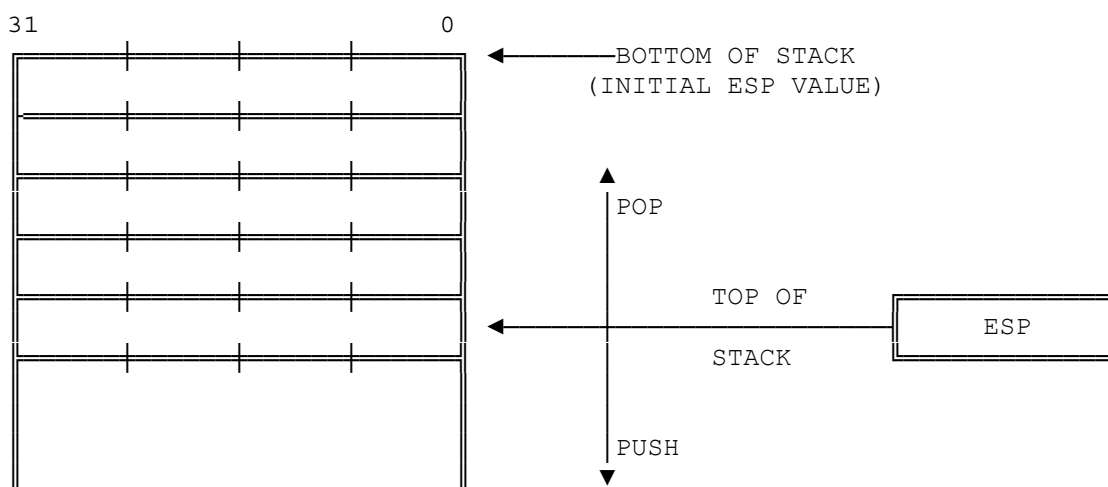 31 0
BOTTOM OF STACK
(INITIAL ESP VALUE)
POP
TOP OF
ESP
STACK
PUSH